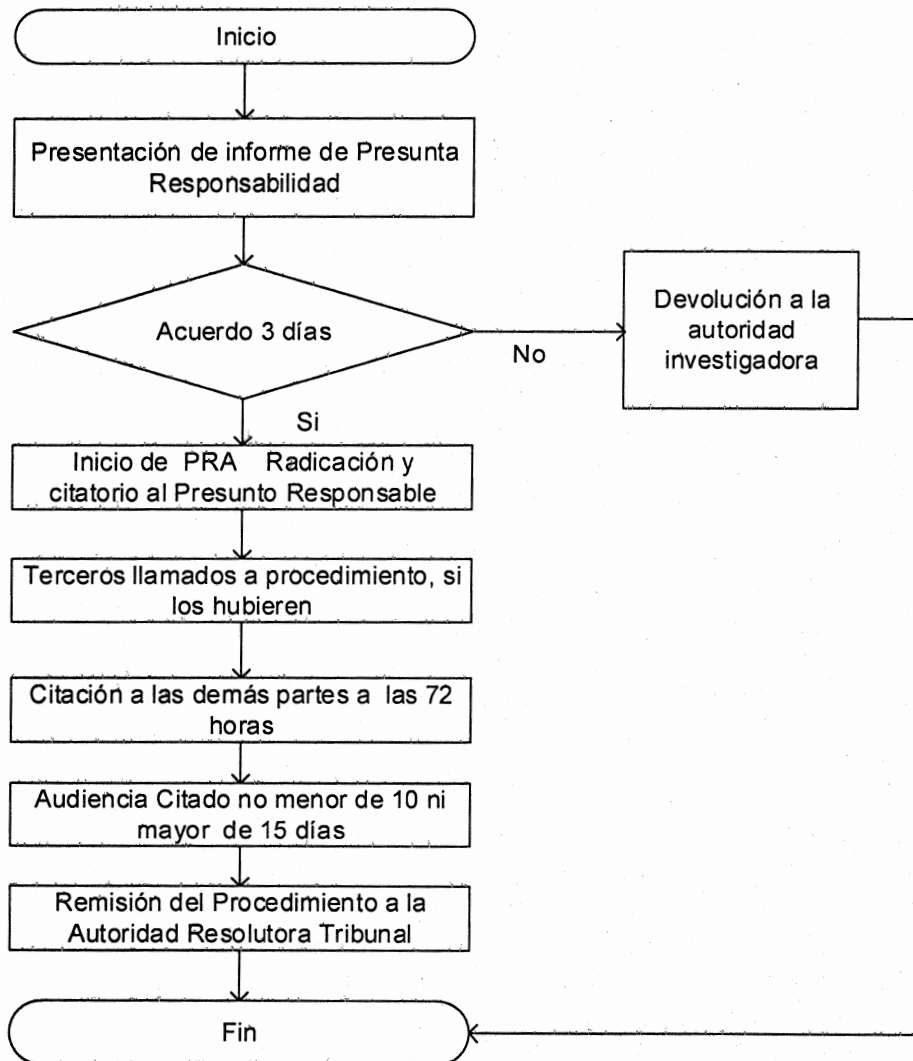 Inicio
Presentación de informe de Presunta
Responsabilidad
Acuerdo 3 días
No
Devolución a la
autoridad
investigadora
Si
Inicio de PRA Radicación y
citatorio al Presunto Responsable
Terceros llamados a procedimiento, si
los hubieren
Citación a las demás partes a las 72
horas
Audiencia Citado no menor de 10 ni
mayor de 15 días
Remisión del Procedimiento a la
Autoridad Resolutora Tribunal
Fin